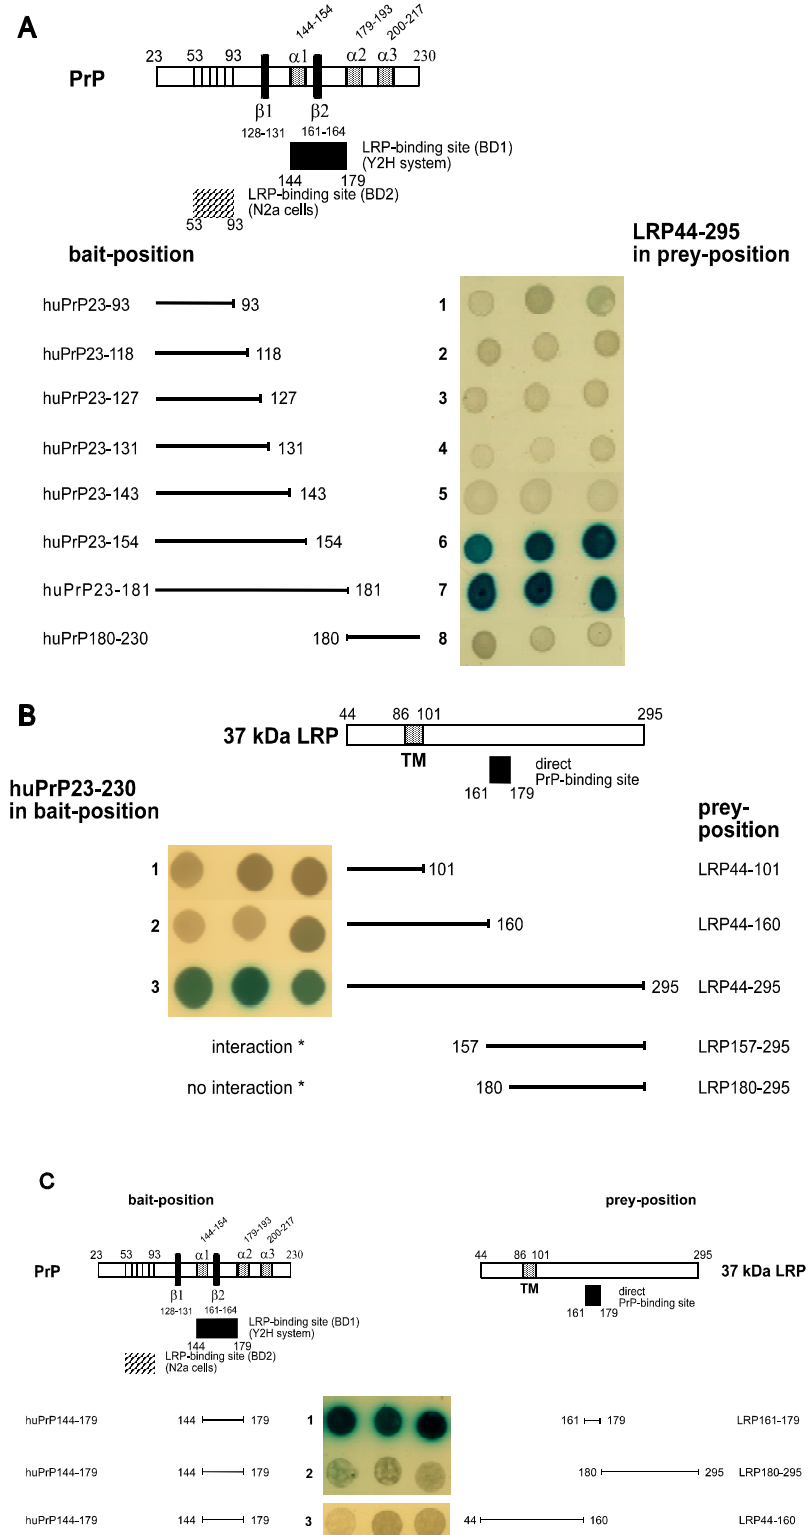 A
144-154
179-193
200-217
23 53 93 α1 α2 α3 230
PrP
β1 β2
128-131 161-164
LRP-binding site (BD1)
(Y2H system)
144 179
LRP-binding site (BD2)
(N2a cells)
53 93
bait-position
LRP44-295
in prey-position
huPrP23-93 93 1
huPrP23-118 118 2
huPrP23-127 127 3
huPrP23-131 131 4
huPrP23-143 143 5
huPrP23-154 154 6
huPrP23-181 181 7
huPrP180-230 180 8
B
44 86 101 295
37 kDa LRP
TM
direct
PrP-binding site
161 179
huPrP23-230
in bait-position
prey-
position
1 101 LRP44-101
2 160 LRP44-160
3 295 LRP44-295
interaction * 157 LRP157-295
no interaction * 180 LRP180-295
C
bait-position prey-position
144-154
179-193
200-217
23 53 93 α1 α2 α3 230
PrP
β1 β2
128-131 161-164
LRP-binding site (BD1)
(Y2H system)
144 179
LRP-binding site (BD2)
(N2a cells)
44 86 101 295
37 kDa LRP
TM
direct
PrP-binding site
161 179
huPrP144-179 144 179 1 161 179 LRP161-179
huPrP144-179 144 179 2 180 295 LRP180-295
huPrP144-179 144 179 3 44 160 LRP44-160